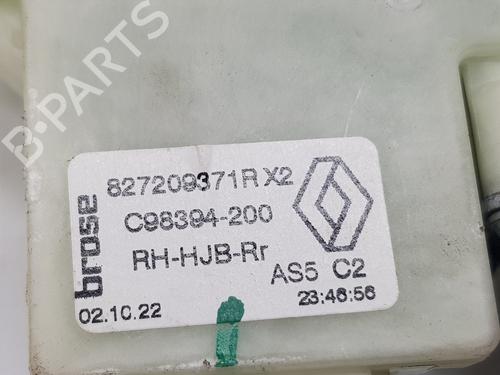 B-PARTS
brose
827209371R X2
C98394-200
RH-HJB-Rr
AS5 C2
02.10.22
23:46:56